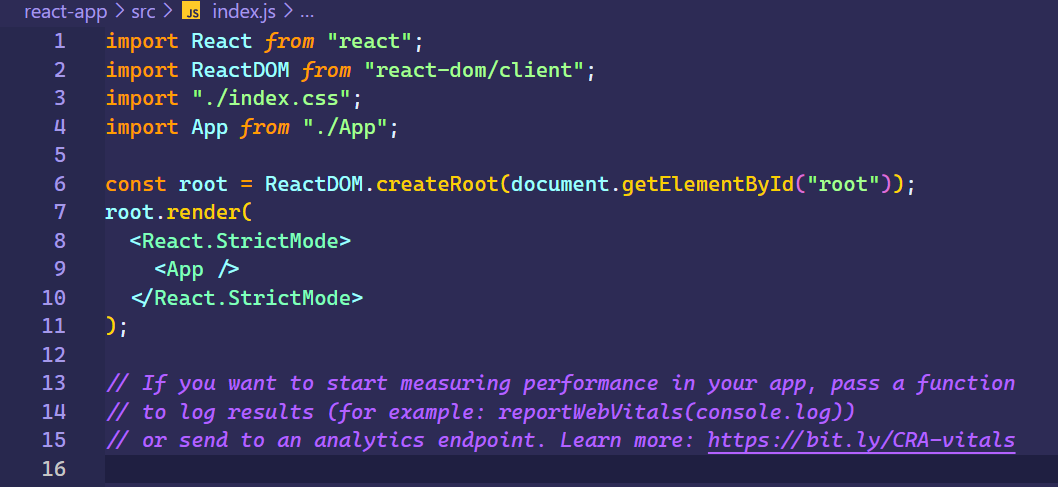 react-app > src > JS index.js > ...
1 import React from "react";
2 import ReactDOM from "react-dom/client";
3 import "./index.css";
4 import App from "./App";
5
6 const root = ReactDOM.createRoot(document.getElementById("root"));
7 root.render(
8   <React.StrictMode>
9     <App />
10   </React.StrictMode>
11 );
12
13 // If you want to start measuring performance in your app, pass a function
14 // to log results (for example: reportWebVitals(console.log))
15 // or send to an analytics endpoint. Learn more: https://bit.ly/CRA-vitals
16